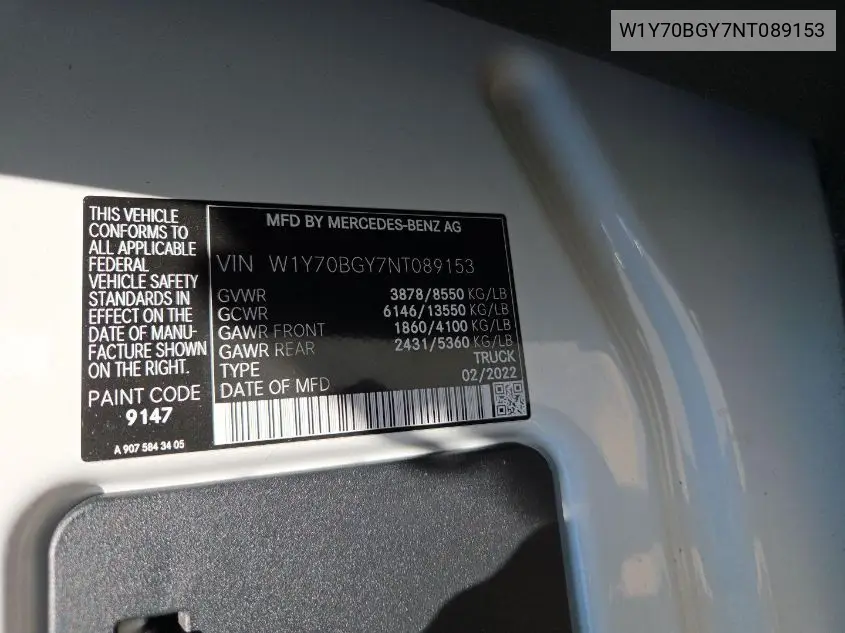 W1Y70BGY7NT089153
THIS VEHICLE
CONFORMS TO
ALL APPLICABLE
FEDERAL
VEHICLE SAFETY
STANDARDS IN
EFFECT ON THE
DATE OF MANU-
FACTURE SHOWN
ON THE RIGHT.
PAINT CODE
9147
A 907 584 34 05
MFD BY MERCEDES-BENZ AG
VIN W1Y70BGY7NT089153
GVWR 3878/8550 KG/LB
GCWR 6146/13550 KG/LB
GAWR FRONT 1860/4100 KG/LB
GAWR REAR 2431/5360 KG/LB
TYPE TRUCK
DATE OF MFD 02/2022